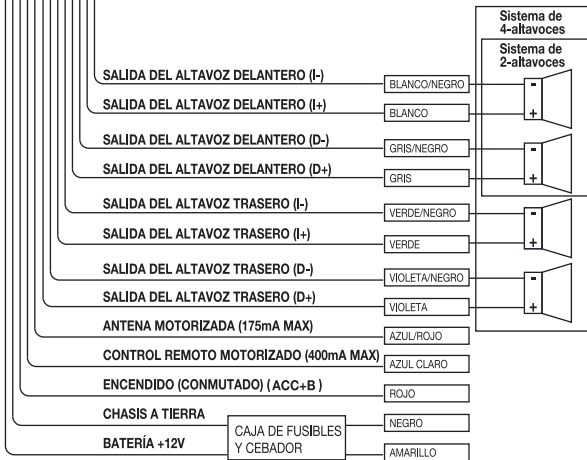 Sistema de
4-altavoces
Sistema de
2-altavoces
SALIDA DEL ALTAVOZ DELANTERO (I-)
BLANCO/NEGRO
-
SALIDA DEL ALTAVOZ DELANTERO (I+)
BLANCO
+
SALIDA DEL ALTAVOZ DELANTERO (D-)
GRIS/NEGRO
-
SALIDA DEL ALTAVOZ DELANTERO (D+)
GRIS
+
SALIDA DEL ALTAVOZ TRASERO (I-)
VERDE/NEGRO
-
SALIDA DEL ALTAVOZ TRASERO (I+)
VERDE
+
SALIDA DEL ALTAVOZ TRASERO (D-)
VIOLETA/NEGRO
-
SALIDA DEL ALTAVOZ TRASERO (D+)
VIOLETA
+
ANTENA MOTORIZADA (175mA MAX)
AZUL/ROJO
CONTROL REMOTO MOTORIZADO (400mA MAX)
AZUL CLARO
ENCENDIDO (CONMUTADO) (ACC+B)
ROJO
CHASIS A TIERRA
NEGRO
CAJA DE FUSIBLES
Y CEBADOR
BATERÍA +12V
AMARILLO